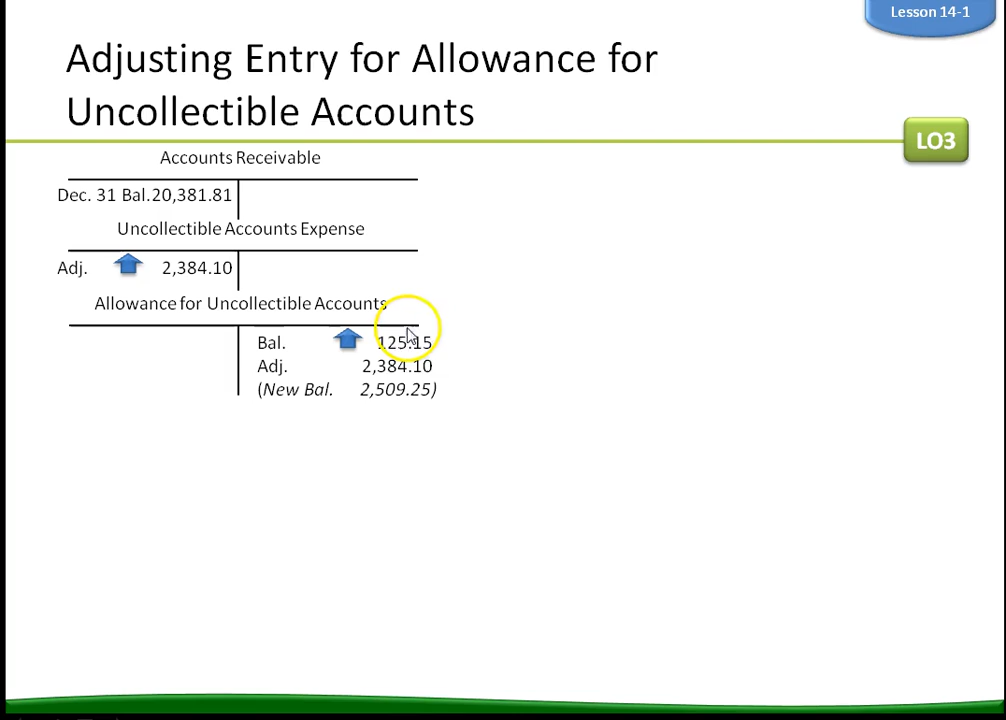 Lesson 14-1
Adjusting Entry for Allowance for
Uncollectible Accounts
LO3
Accounts Receivable
Dec. 31 Bal. 20,381.81
Uncollectible Accounts Expense
Adj. 2,384.10
Allowance for Uncollectible Accounts
Bal. 125.15
Adj. 2,384.10
(New Bal. 2,509.25)